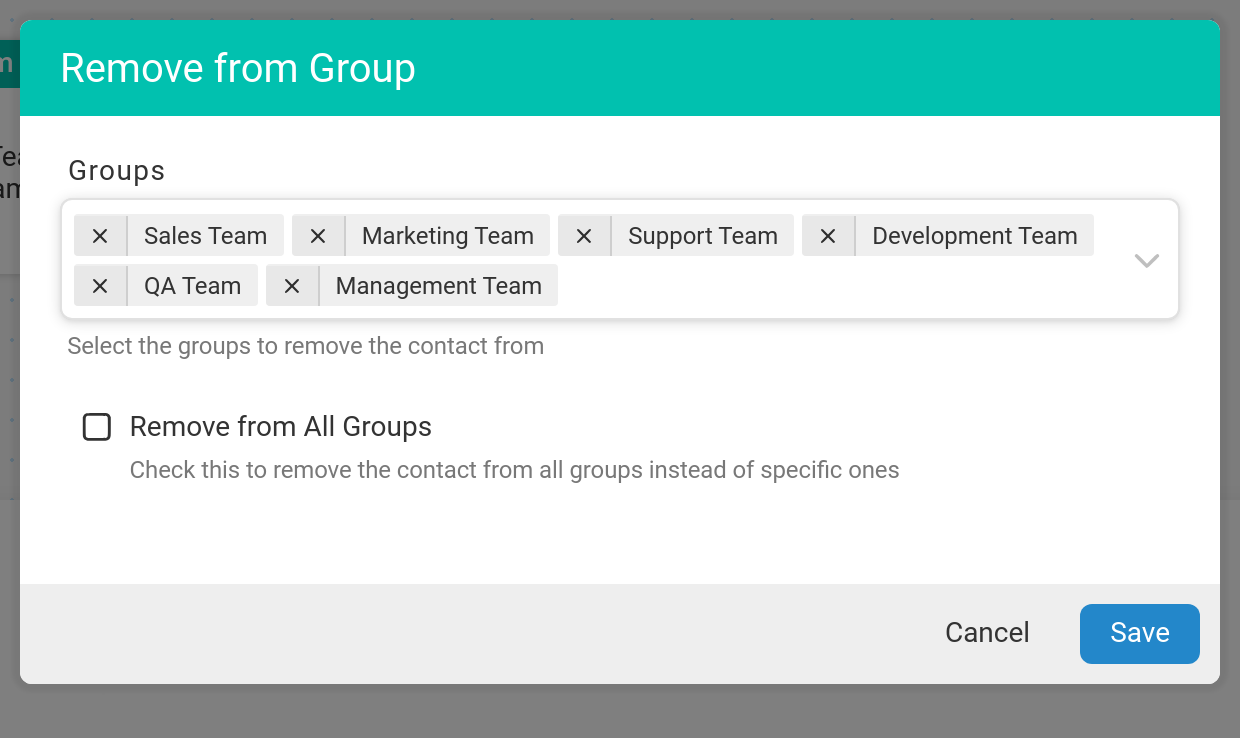 Remove from Group
Groups
Sales Team Marketing Team Support Team Development Team
QA Team Management Team
Select the groups to remove the contact from
Remove from All Groups
Check this to remove the contact from all groups instead of specific ones
Cancel Save